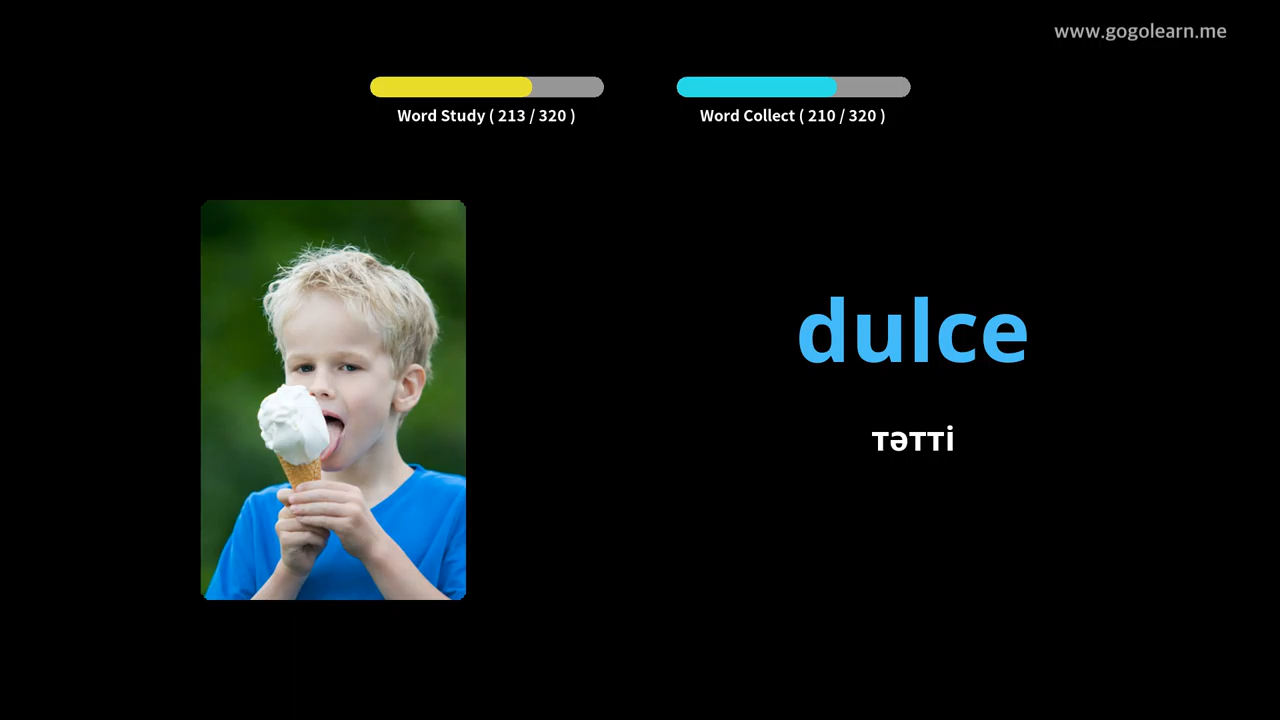 www.gogolearn.me
Word Study ( 213 / 320 )
Word Collect ( 210 / 320 )
dulce
тәтті